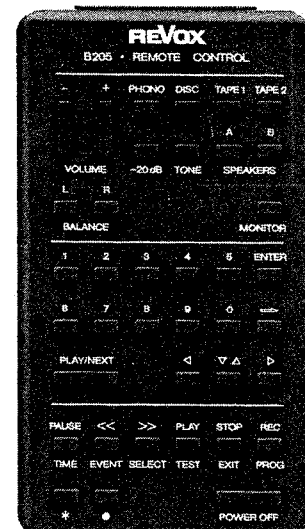 REVOX
B205 • REMOTE CONTROL
− + PHONO DISC TAPE 1 TAPE 2
A B
VOLUME −20dB TONE SPEAKERS
L R
BALANCE MONITOR
1 2 3 4 5 ENTER
6 7 8 9 0
PLAY/NEXT ◁ ▽ △ ▷
PAUSE << >> PLAY STOP REC
TIME EVENT SELECT TEST EXIT PROG
* ● POWER OFF